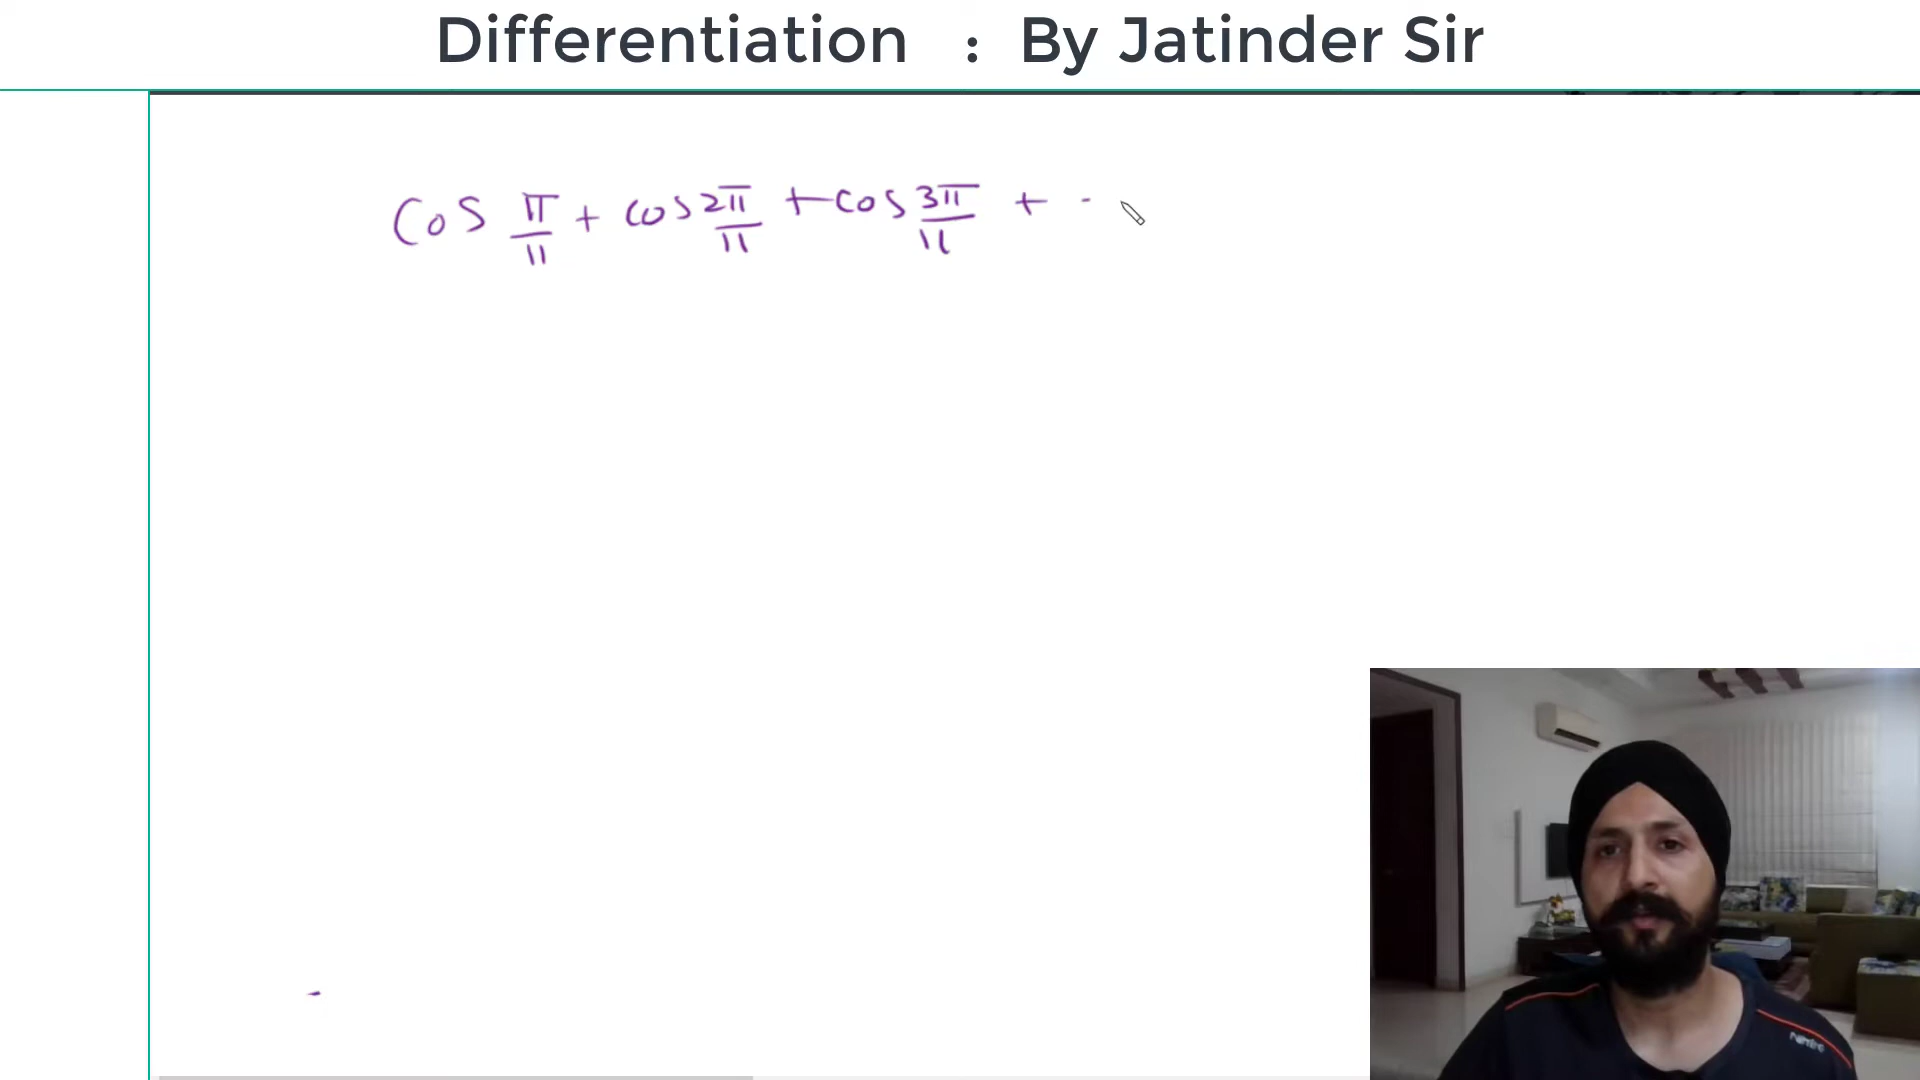 Differentiation : By Jatinder Sir
Cos π/11 + cos 2π/11 + cos 3π/11 + -